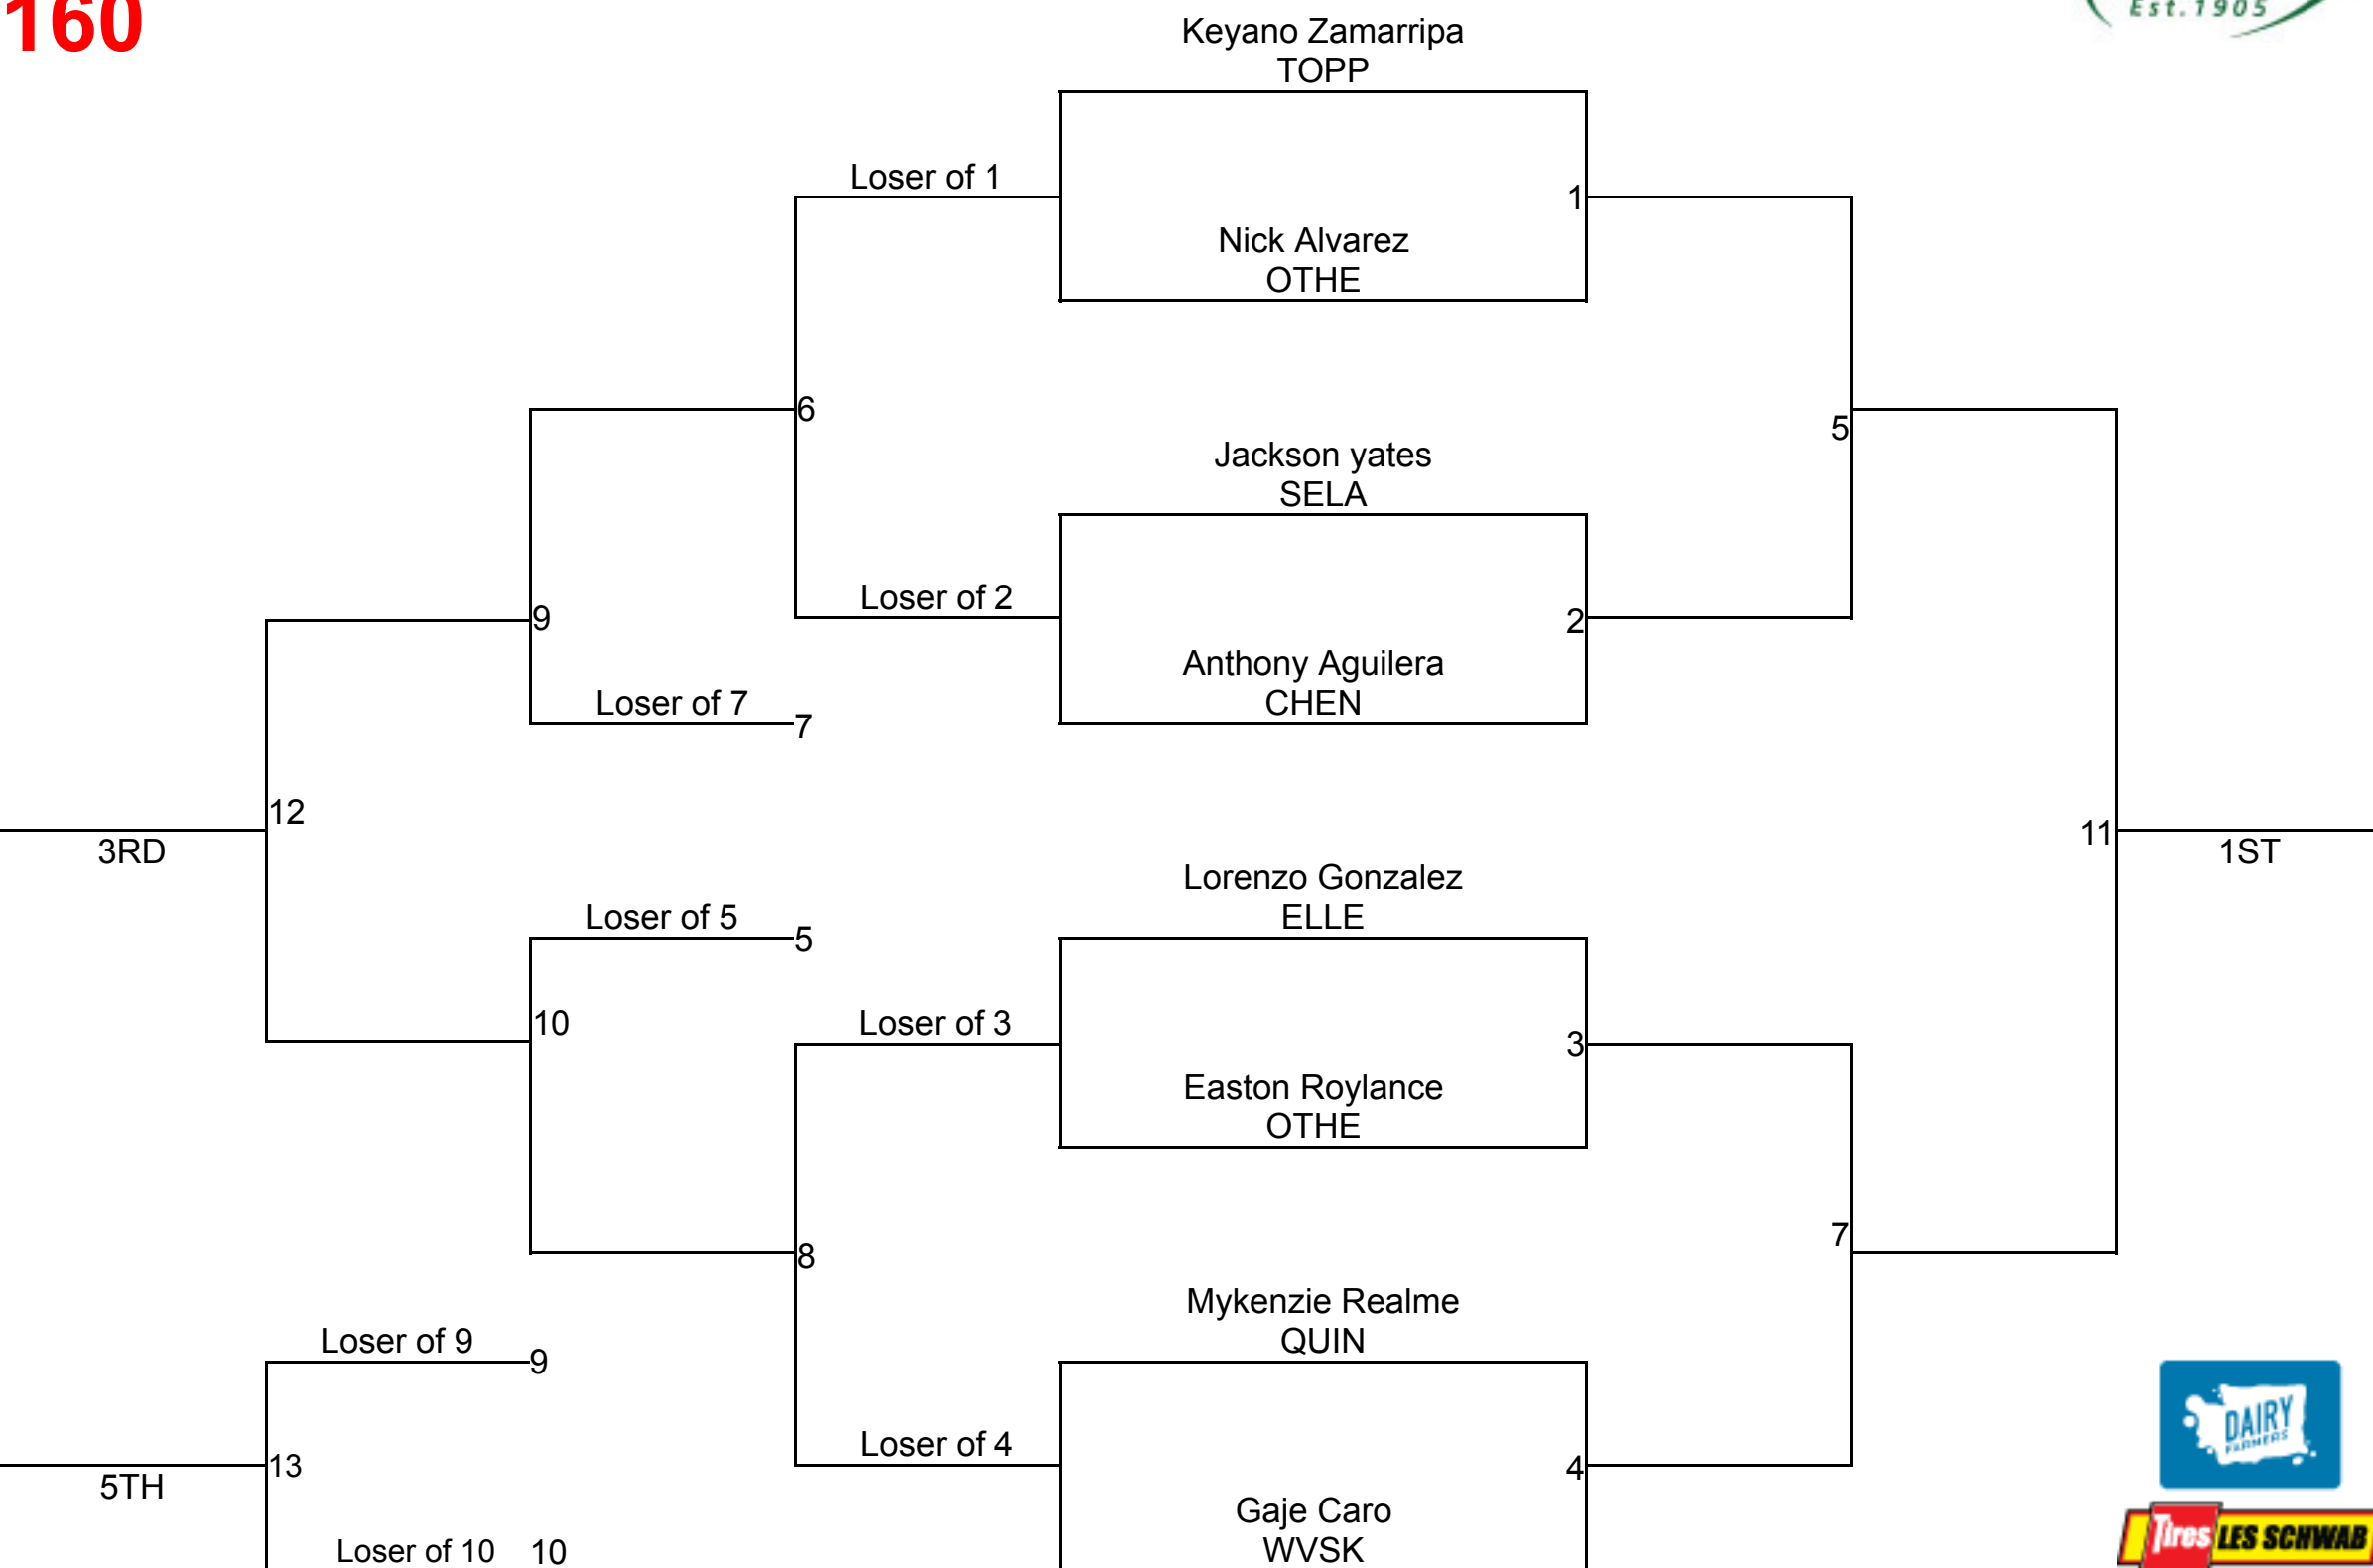 160
Est.1905
Keyano Zamarripa
TOPP
Loser of 1
1
Nick Alvarez
OTHE
6
5
Jackson yates
SELA
Loser of 2
2
9
Anthony Aguilera
CHEN
Loser of 7
7
12
3RD
11
1ST
Lorenzo Gonzalez
ELLE
Loser of 5
5
10
Loser of 3
3
Easton Roylance
OTHE
8
7
Mykenzie Realme
QUIN
Loser of 9
9
DAIRY
FARMERS
Loser of 4
4
13
5TH
Gaje Caro
WVSK
Loser of 10
10
Tires LES SCHWAB